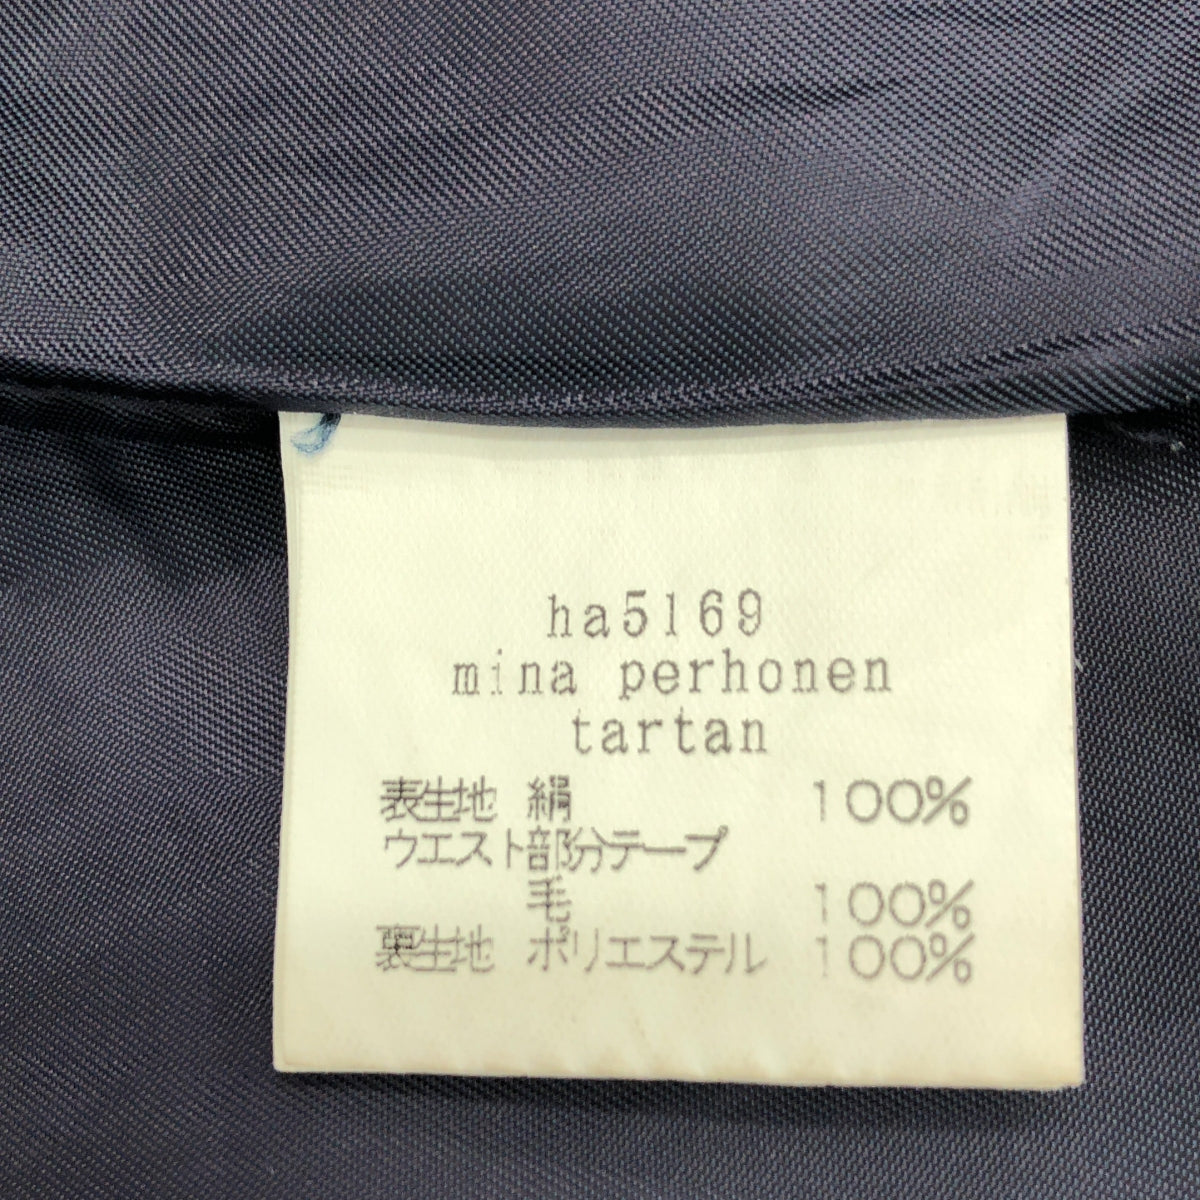 ha5169
mina perhonen
tartan
表生地 絹 100%
ウエスト部分テープ
毛 100%
裏生地 ポリエステル 100%